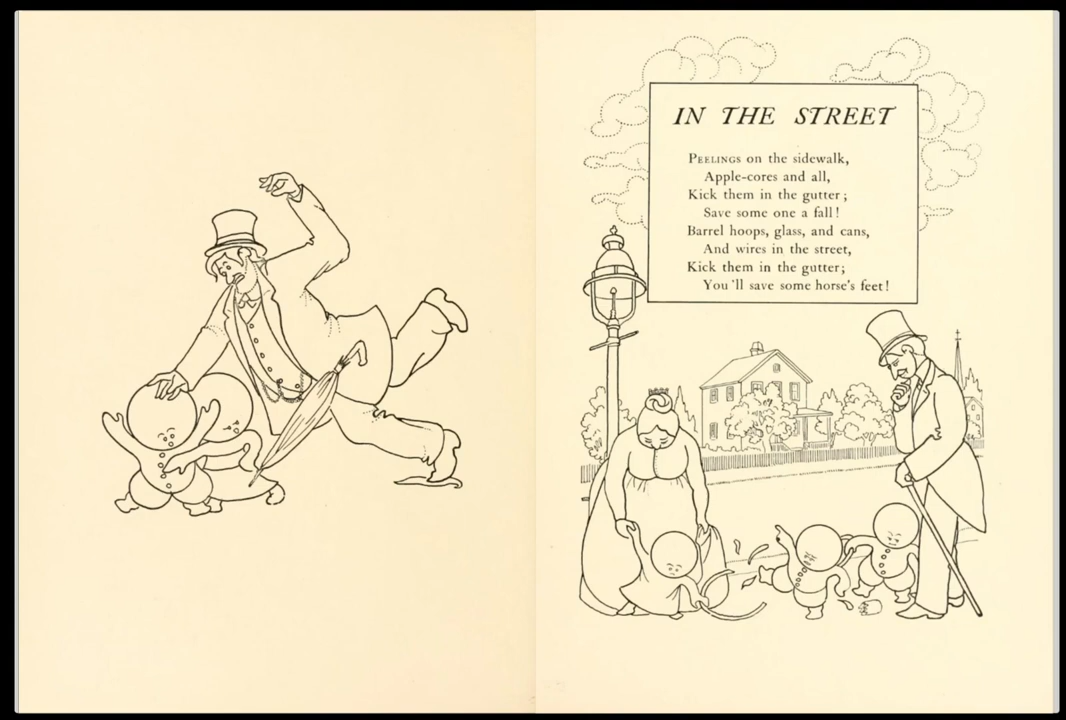 IN THE STREET
PEELINGS on the sidewalk,
Apple-cores and all,
Kick them in the gutter;
Save some one a fall!
Barrel hoops, glass, and cans,
And wires in the street,
Kick them in the gutter;
You'll save some horse's feet!